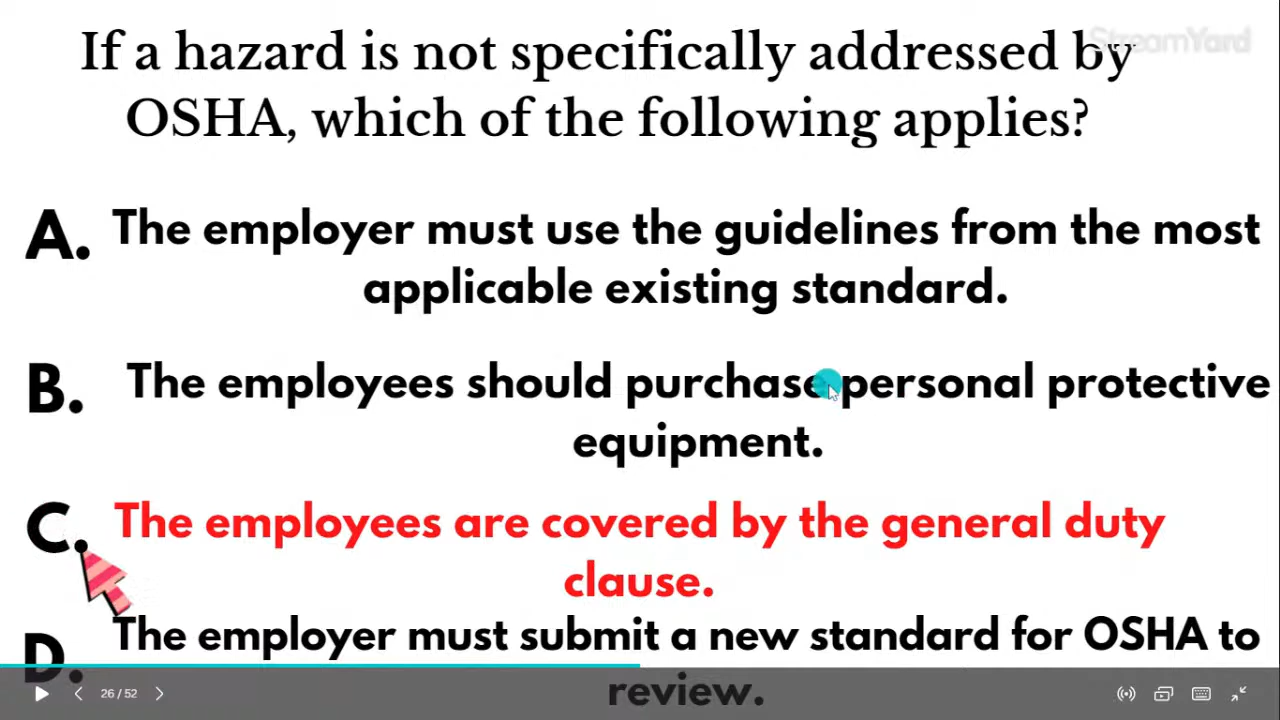 StreamYard
If a hazard is not specifically addressed by
OSHA, which of the following applies?
A. The employer must use the guidelines from the most
applicable existing standard.
B. The employees should purchase personal protective
equipment.
C. The employees are covered by the general duty
clause.
D. The employer must submit a new standard for OSHA to
review.
26 / 52